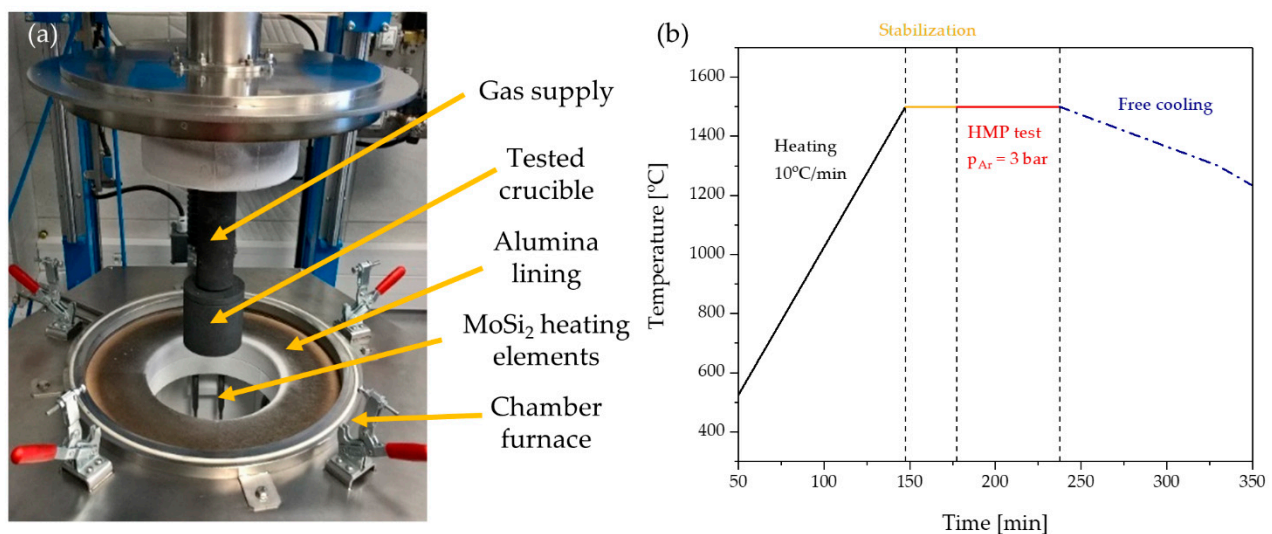 (a)
Gas supply
Tested
crucible
Alumina
lining
MoSi₂ heating
elements
Chamber
furnace
(b)
Stabilization
1600
1400
1200
1000
800
600
400
Temperature [ºC]
Heating
10ºC/min
HMP test
pAr = 3 bar
Free cooling
50
100
150
200
250
300
350
Time [min]